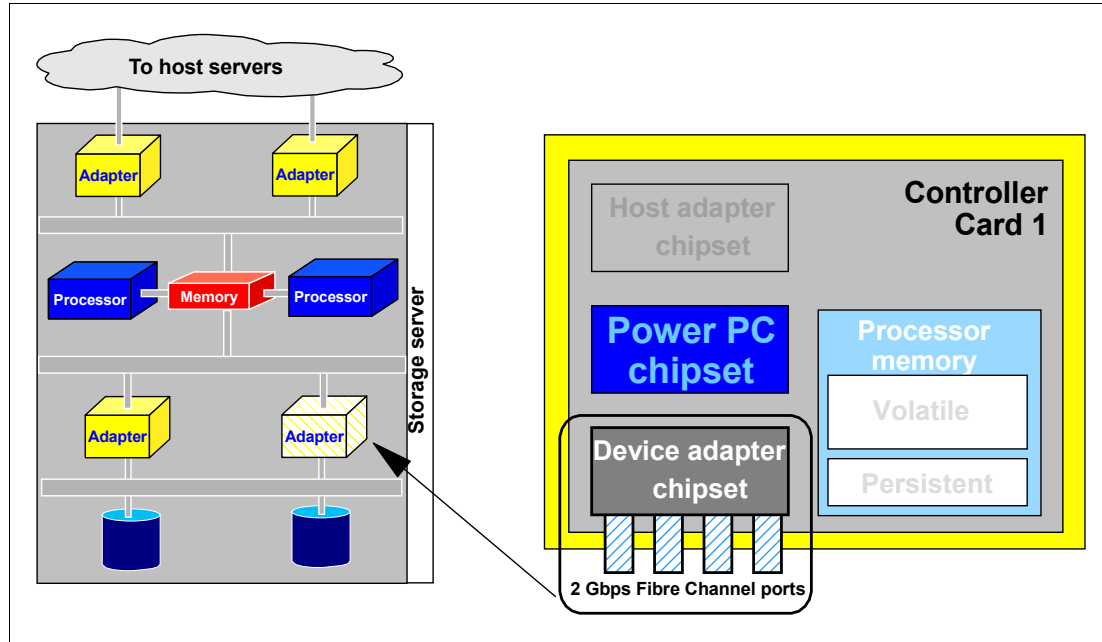 To host servers
Adapter
Adapter
Processor
Memory
Processor
Adapter
Adapter
Storage server
Controller
Card 1
Host adapter
chipset
Power PC
chipset
Processor
memory
Volatile
Persistent
Device adapter
chipset
2 Gbps Fibre Channel ports